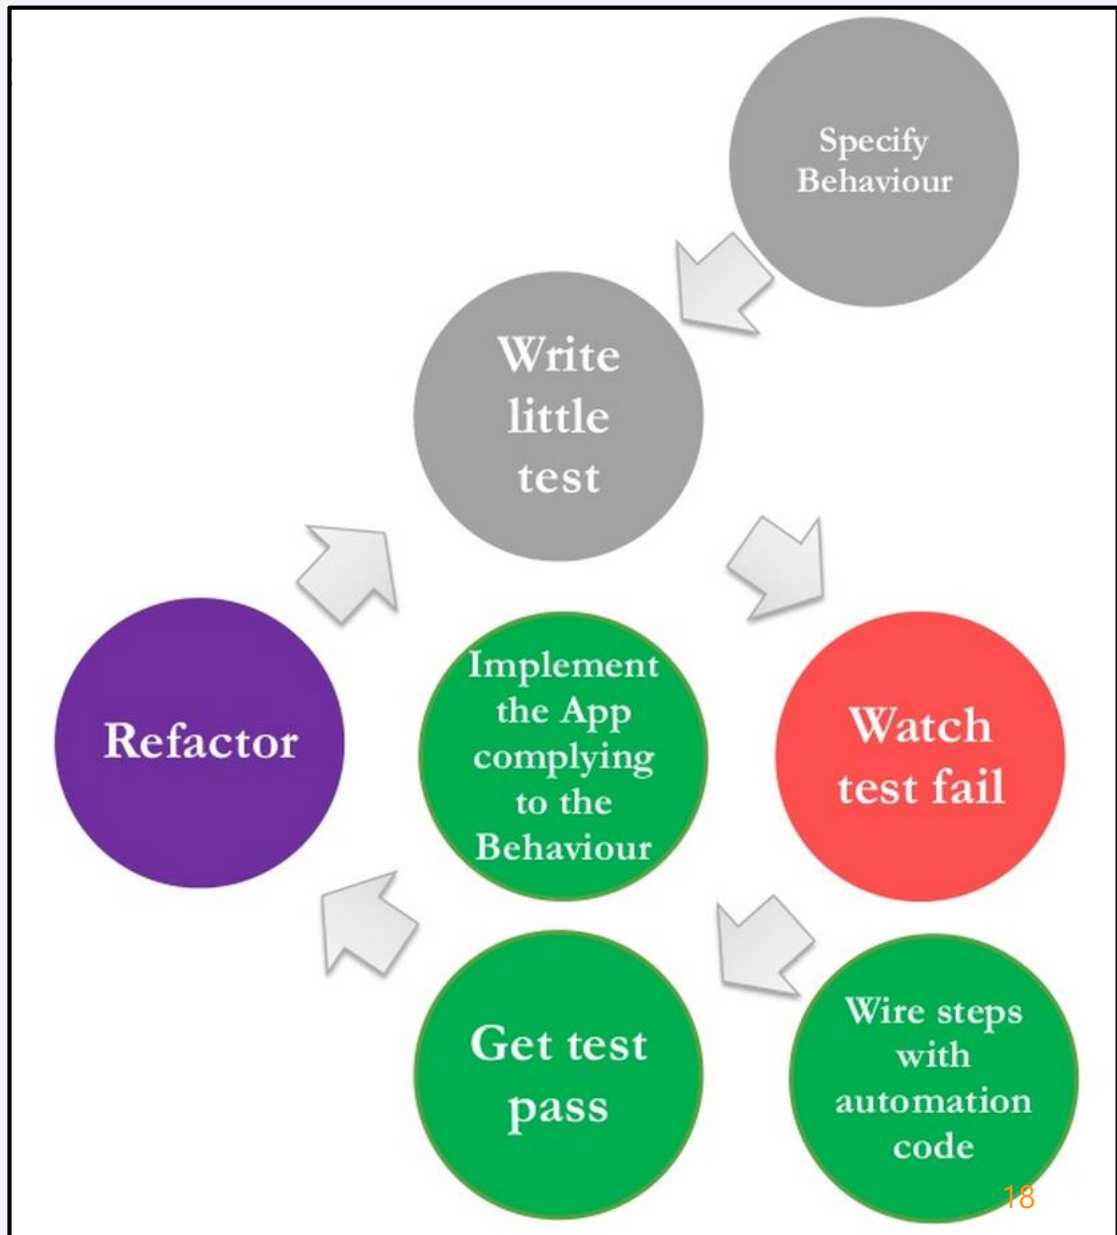 Specify
Behaviour
Write
little
test
Refactor
Implement
the App
complying
to the
Behaviour
Watch
test fail
Get test
pass
Wire steps
with
automation
code
18